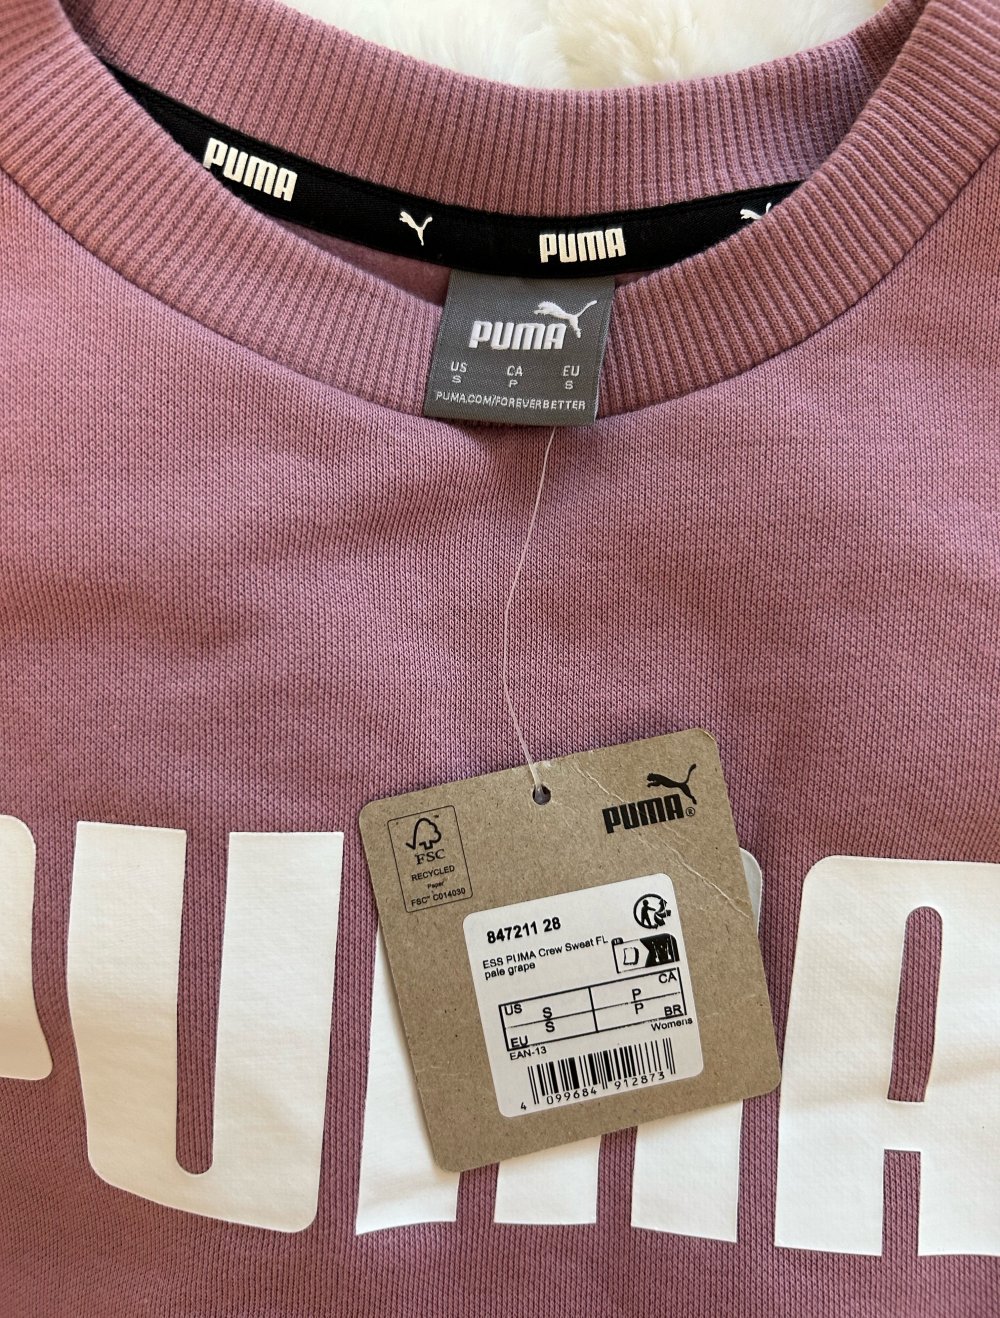 PUMA
PUMA
PUMA
US CA EU
S P S
PUMA.COM/FOREVERBETTER
PUMA®
FSC
RECYCLED
Paper
FSC® C014030
847211 28
ESS PUMA Crew Sweat FL
pale grape
US S P CA
EU S P BR
Womens
EAN-13
4 099684 912873
PUMA